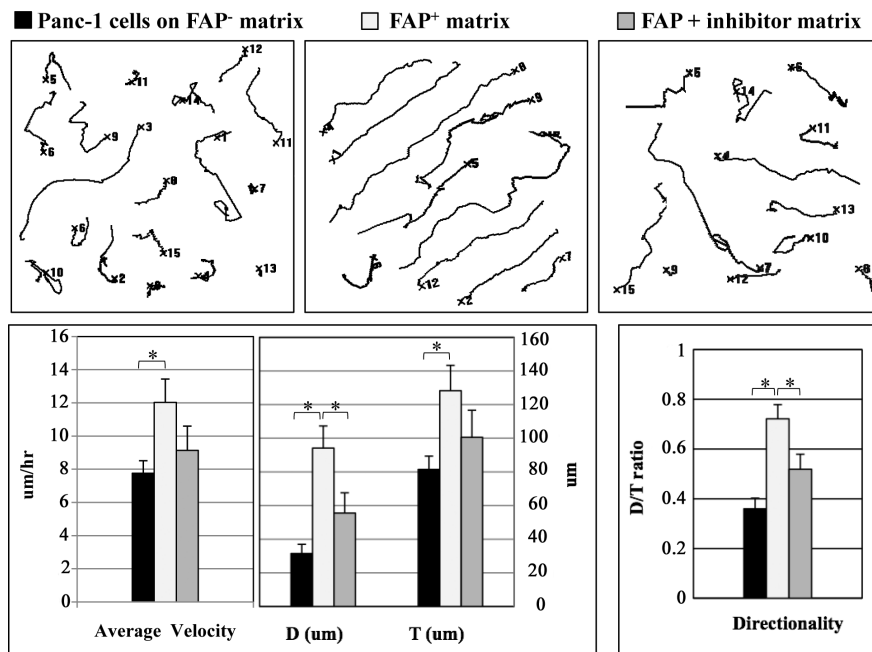 Panc-1 cells on FAP- matrix FAP+ matrix FAP + inhibitor matrix
×12
×5 ×11 ×14
×3 ×9 ×6 ×1 ×11
×8 ×7
×6 ×15
×10 ×2 ×4 ×13
×8
×9
×5
×12 ×2 ×7
×6
×5 ×14
×11
×4
×13
×10
×15 ×9 ×7 ×12 ×8
16
14
12
10
8
6
4
2
0
um/hr
*
Average Velocity
* * *
160
140
120
100
80
60
40
20
0
um
D (um) T (um)
1
0.8
0.6
0.4
0.2
0
D/T ratio
* *
Directionality